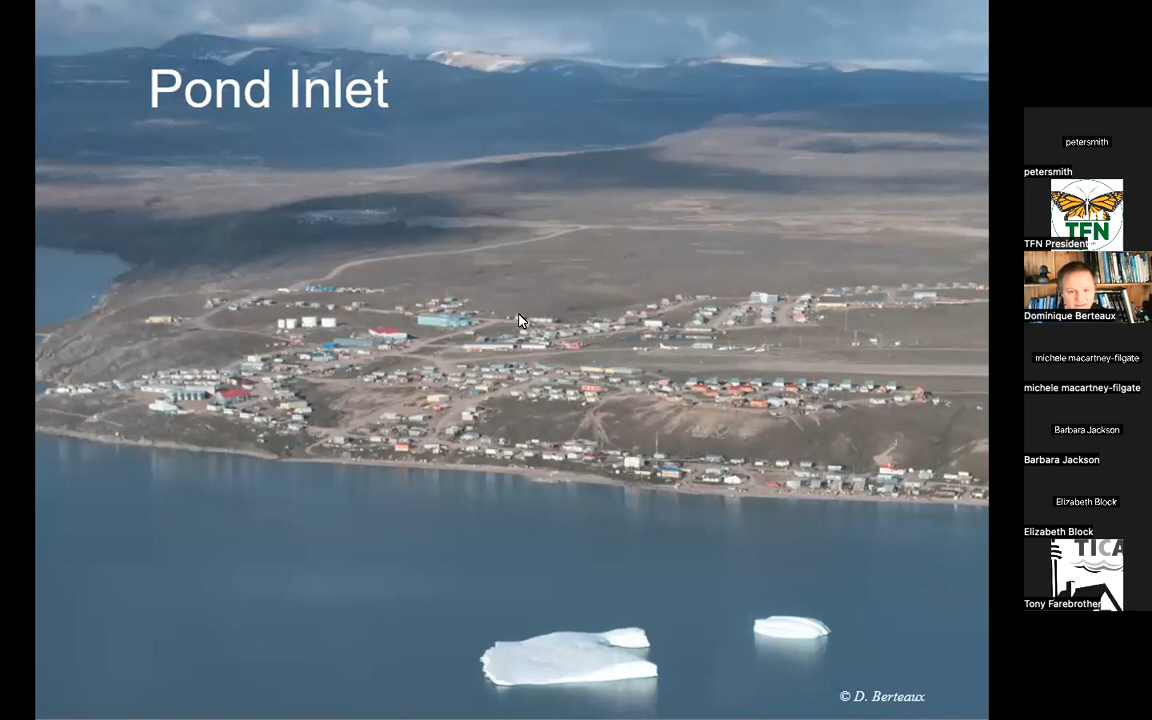 Pond Inlet
© D. Berteaux
petersmith
petersmith
TFN
TFN President
Dominique Berteaux
michele macartney-filgate
michele macartney-filgate
Barbara Jackson
Barbara Jackson
Elizabeth Block
Elizabeth Block
TICA
Tony Farebrother